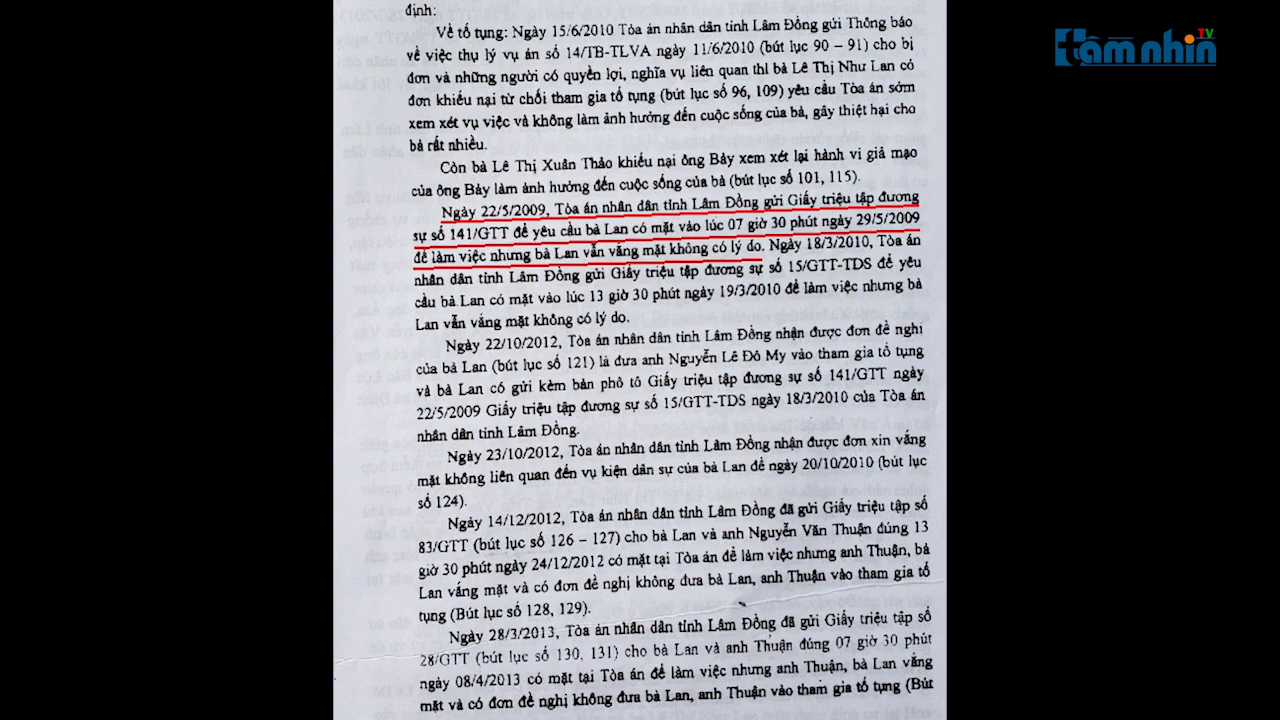 định:
Về tố tụng: Ngày 15/6/2010 Tòa án nhân dân tỉnh Lâm Đồng gửi Thông báo
về việc thụ lý vụ án số 14/TB-TLVA ngày 11/6/2010 (bút lục 90 – 91) cho bị
đơn và những người có quyền lợi, nghĩa vụ liên quan thì bà Lê Thị Như Lan có
đơn khiếu nại từ chối tham gia tố tụng (bút lục số 96, 109) yêu cầu Tòa án sớm
xem xét vụ việc và không làm ảnh hưởng đến cuộc sống của bà, gây thiệt hại cho
bà rất nhiều.
Còn bà Lê Thị Xuân Thảo khiếu nại ông Bảy xem xét lại hành vi giả mạo
của ông Bảy làm ảnh hưởng đến cuộc sống của bà (bút lục số 101, 115).
Ngày 22/5/2009, Tòa án nhân dân tỉnh Lâm Đồng gửi Giấy triệu tập đương
sự số 141/GTT để yêu cầu bà Lan có mặt vào lúc 07 giờ 30 phút ngày 29/5/2009
để làm việc nhưng bà Lan vẫn vắng mặt không có lý do. Ngày 18/3/2010, Tòa án
nhân dân tỉnh Lâm Đồng gửi Giấy triệu tập đương sự số 15/GTT-TDS để yêu
cầu bà Lan có mặt vào lúc 13 giờ 30 phút ngày 19/3/2010 để làm việc nhưng bà
Lan vẫn vắng mặt không có lý do.
Ngày 22/10/2012, Tòa án nhân dân tỉnh Lâm Đồng nhận được đơn đề nghị
của bà Lan (bút lục số 121) là đưa anh Nguyễn Lê Đô My vào tham gia tố tụng
và bà Lan có gửi kèm bản phô tô Giấy triệu tập đương sự số 141/GTT ngày
22/5/2009 Giấy triệu tập đương sự số 15/GTT-TDS ngày 18/3/2010 của Tòa án
nhân dân tỉnh Lâm Đồng.
Ngày 23/10/2012, Tòa án nhân dân tỉnh Lâm Đồng nhận được đơn xin vắng
mặt không liên quan đến vụ kiện dân sự của bà Lan đề ngày 20/10/2010 (bút lục
số 124).
Ngày 14/12/2012, Tòa án nhân dân tỉnh Lâm Đồng đã gửi Giấy triệu tập số
83/GTT (bút lục số 126 – 127) cho bà Lan và anh Nguyễn Văn Thuận đúng 13
giờ 30 phút ngày 24/12/2012 có mặt tại Tòa án để làm việc nhưng anh Thuận, bà
Lan vắng mặt và có đơn đề nghị không đưa bà Lan, anh Thuận vào tham gia tố
tụng (Bút lục số 128, 129).
Ngày 28/3/2013, Tòa án nhân dân tỉnh Lâm Đồng đã gửi Giấy triệu tập số
28/GTT (bút lục số 130, 131) cho bà Lan và anh Thuận đúng 07 giờ 30 phút
ngày 08/4/2013 có mặt tại Tòa án để làm việc nhưng anh Thuận, bà Lan vắng
mặt và có đơn đề nghị không đưa bà Lan, anh Thuận vào tham gia tố tụng (Bút
tầm nhìn TV